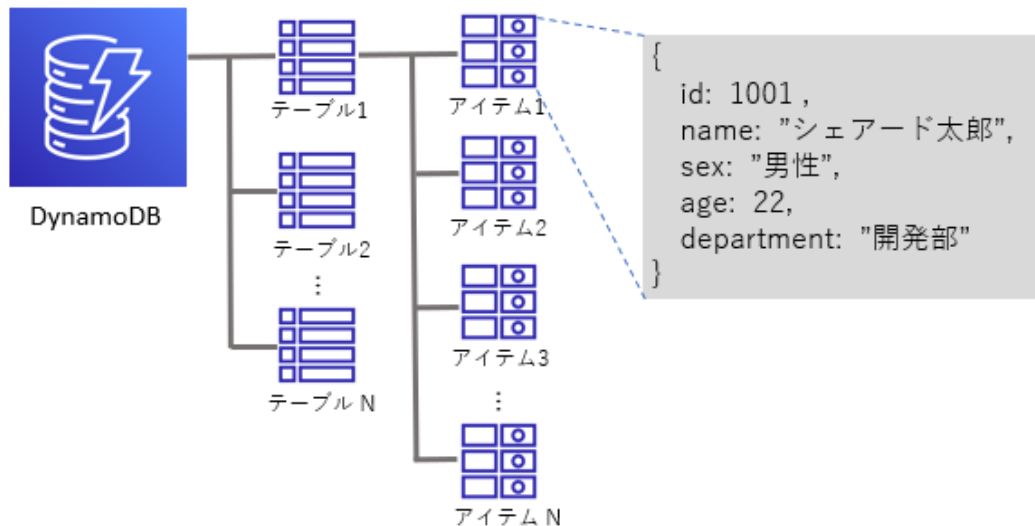 DynamoDB
テーブル1
テーブル2
⋮
テーブル N
アイテム1
アイテム2
アイテム3
⋮
アイテム N
{
id: 1001 ,
name: ”シェアード太郎”,
sex: ”男性”,
age: 22,
department: ”開発部”
}